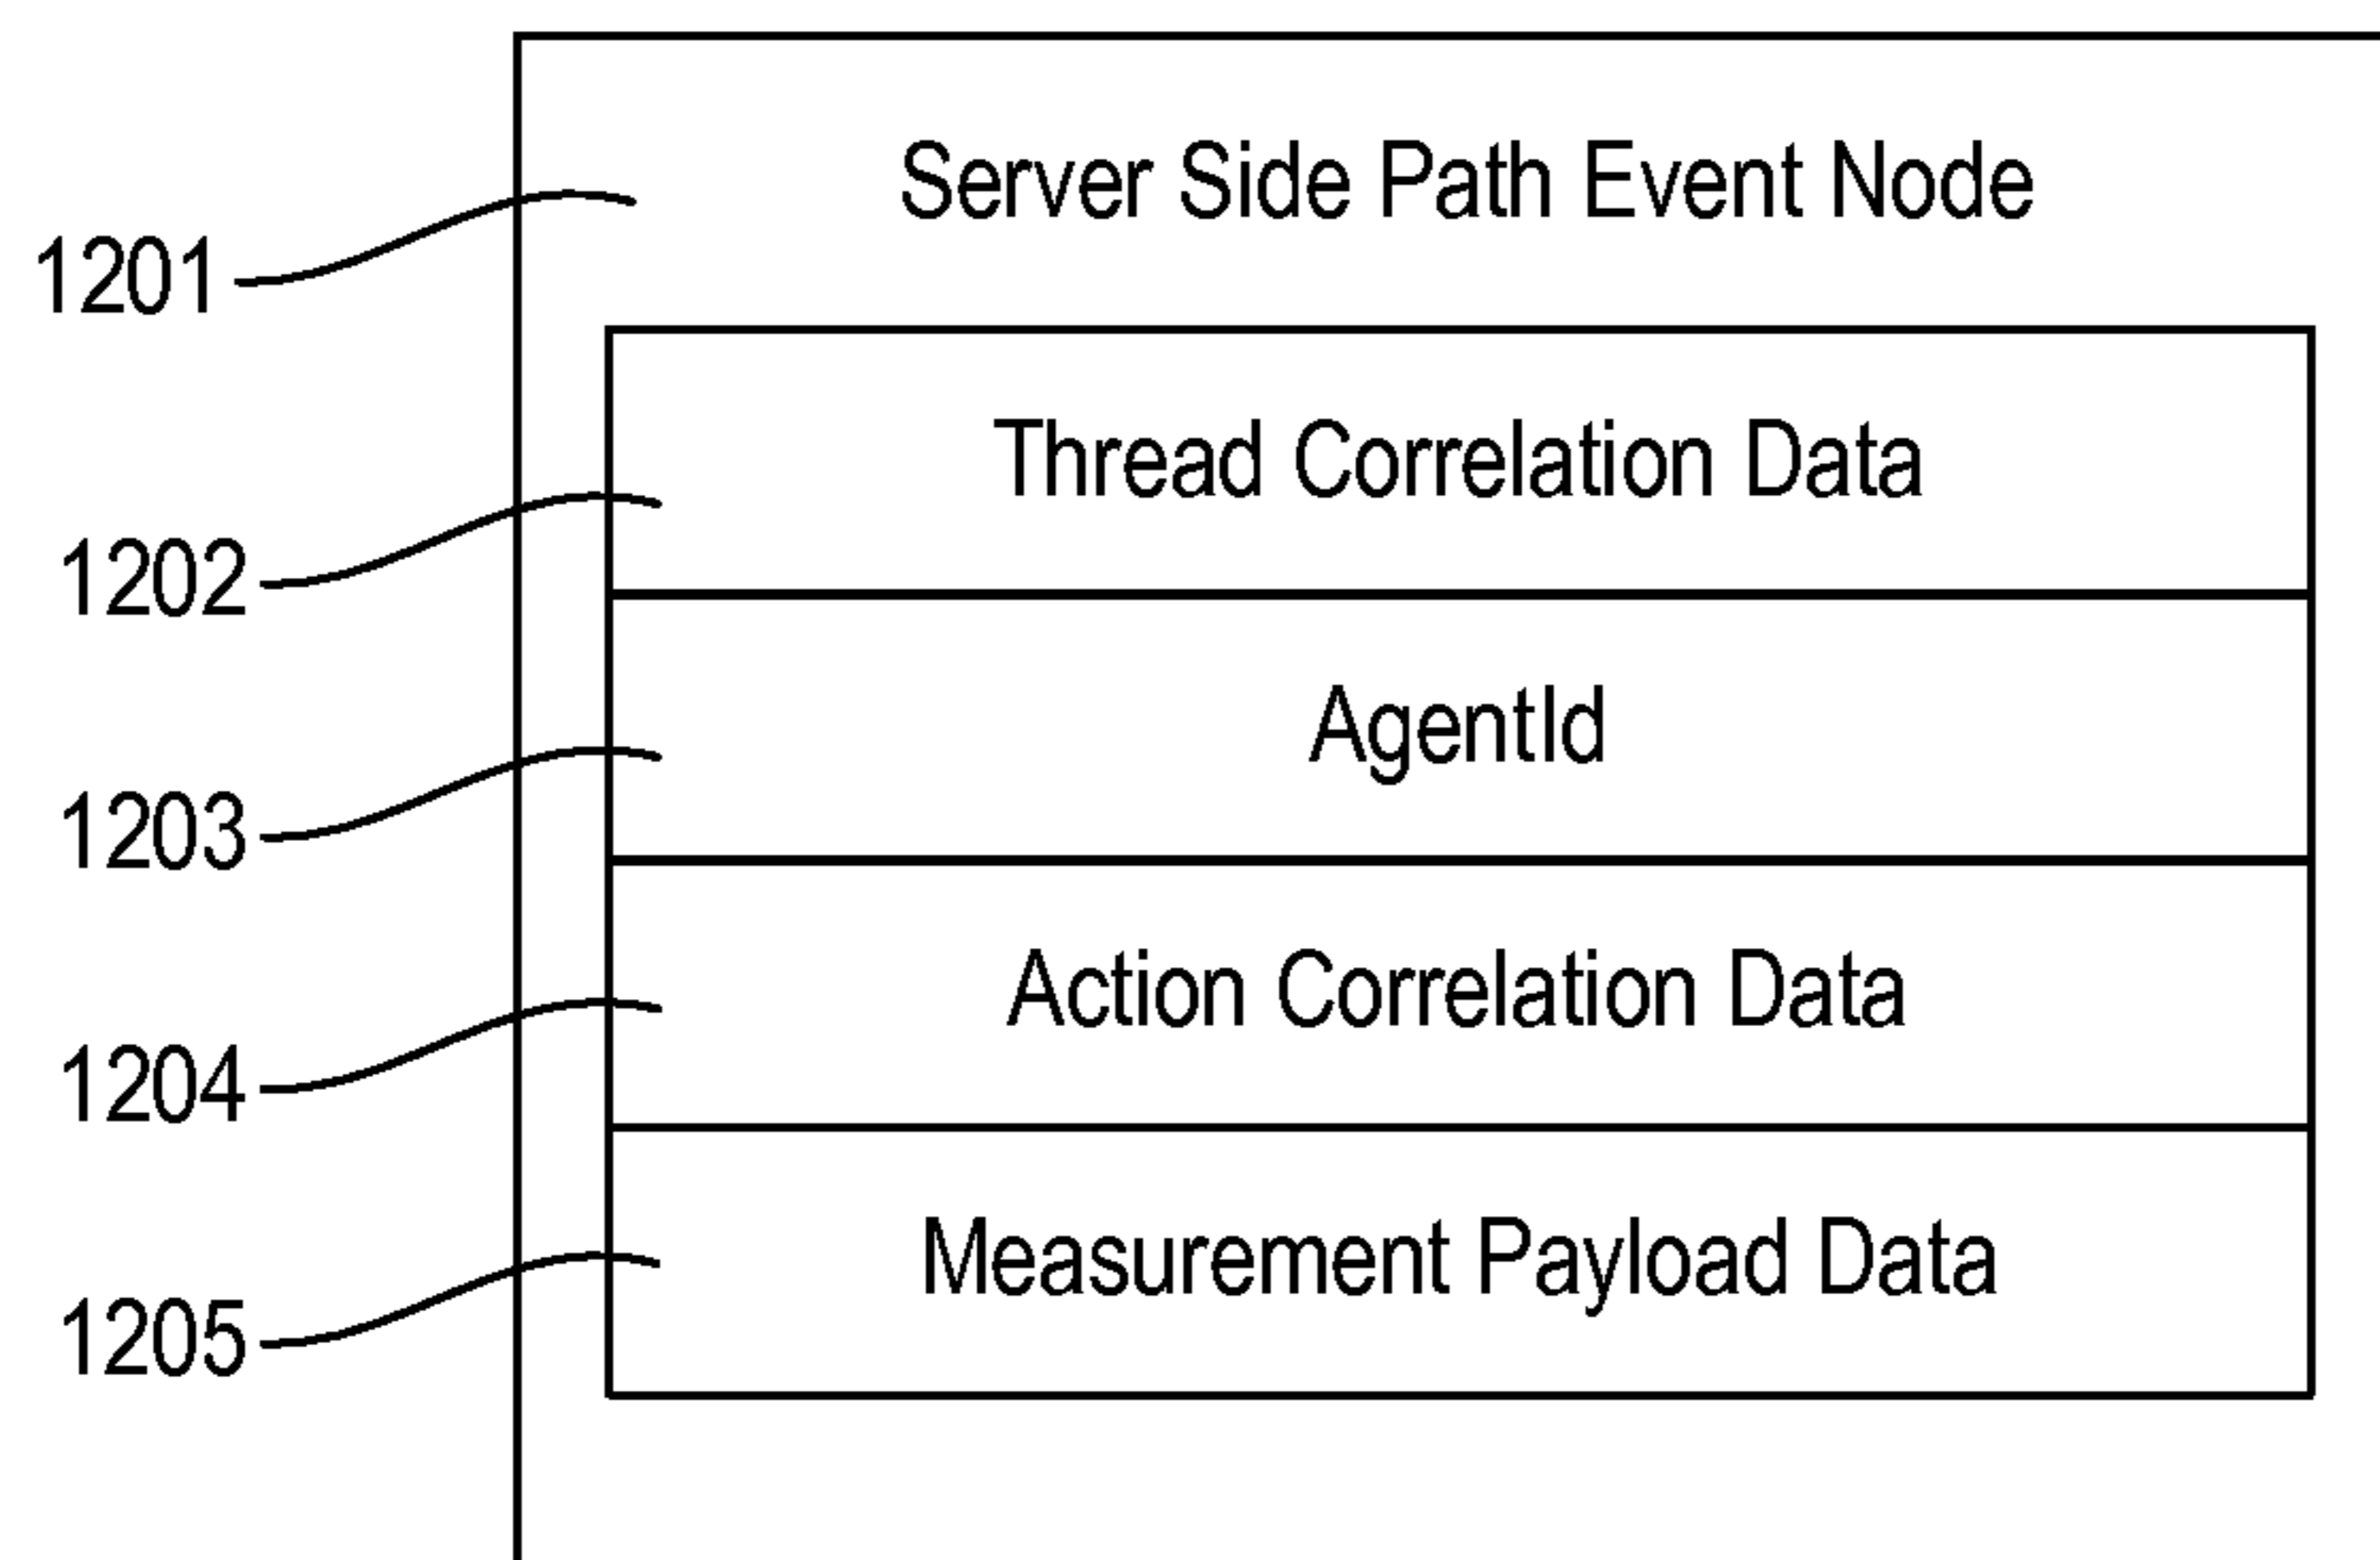 Server Side Path Event Node
1201
Thread Correlation Data
1202
AgentId
1203
Action Correlation Data
1204
Measurement Payload Data
1205